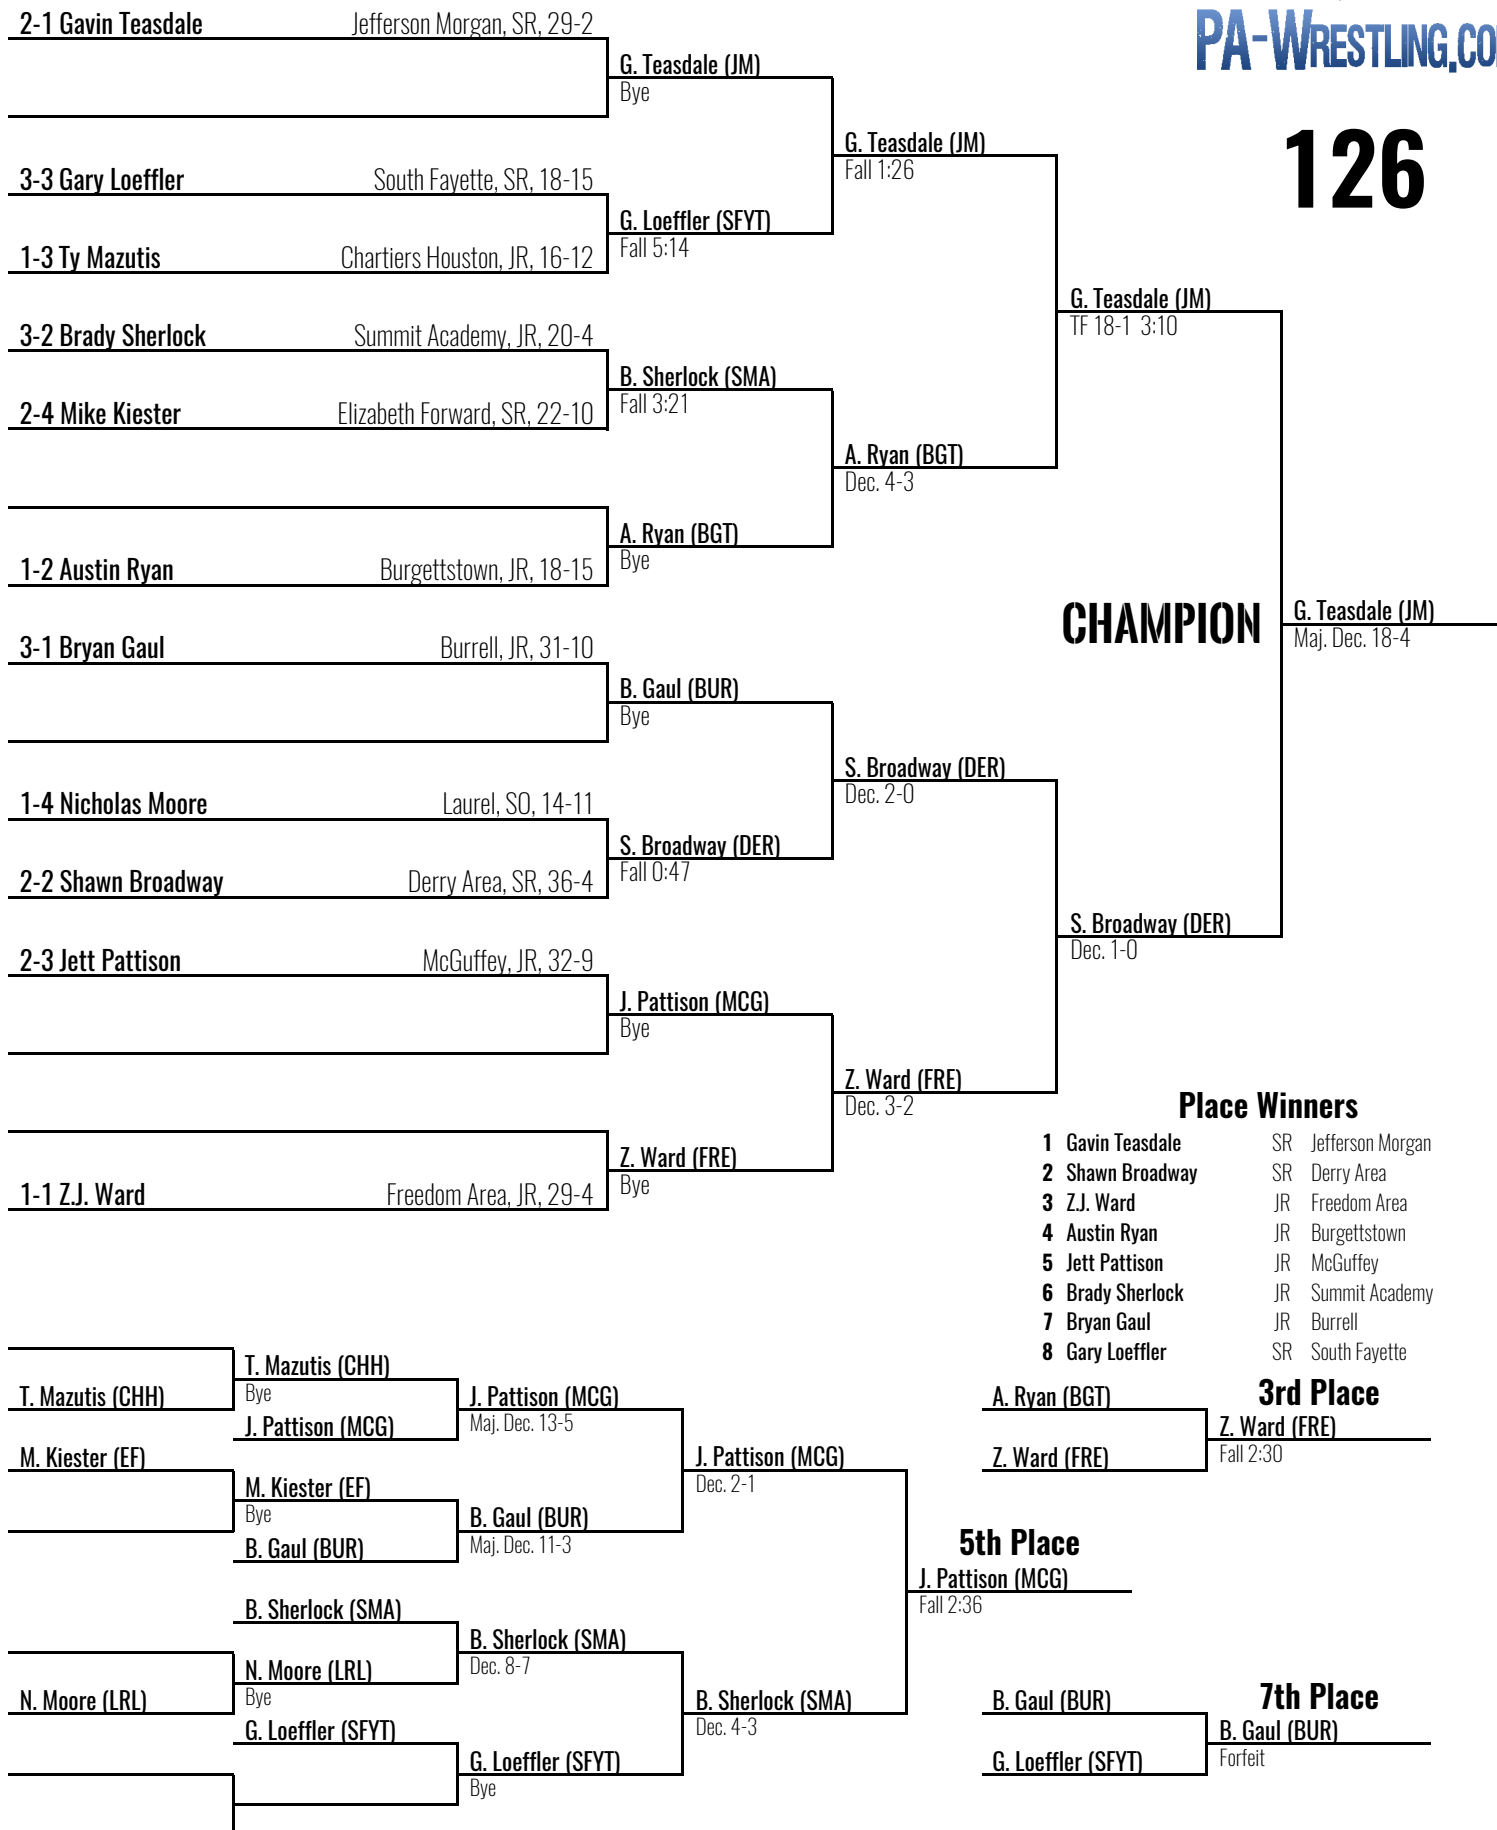 2-1 Gavin Teasdale Jefferson Morgan, SR, 29-2
PA-WRESTLING.CO
G. Teasdale (JM)
Bye
126
G. Teasdale (JM)
Fall 1:26
3-3 Gary Loeffler South Fayette, SR, 18-15
G. Loeffler (SFYT)
Fall 5:14
1-3 Ty Mazutis Chartiers Houston, JR, 16-12
G. Teasdale (JM)
TF 18-1 3:10
3-2 Brady Sherlock Summit Academy, JR, 20-4
B. Sherlock (SMA)
Fall 3:21
2-4 Mike Kiester Elizabeth Forward, SR, 22-10
A. Ryan (BGT)
Dec. 4-3
A. Ryan (BGT)
Bye
1-2 Austin Ryan Burgettstown, JR, 18-15
CHAMPION
G. Teasdale (JM)
Maj. Dec. 18-4
3-1 Bryan Gaul Burrell, JR, 31-10
B. Gaul (BUR)
Bye
S. Broadway (DER)
Dec. 2-0
1-4 Nicholas Moore Laurel, SO, 14-11
S. Broadway (DER)
Fall 0:47
2-2 Shawn Broadway Derry Area, SR, 36-4
S. Broadway (DER)
Dec. 1-0
2-3 Jett Pattison McGuffey, JR, 32-9
J. Pattison (MCG)
Bye
Z. Ward (FRE)
Dec. 3-2
Z. Ward (FRE)
Bye
1-1 Z.J. Ward Freedom Area, JR, 29-4
Place Winners
1 Gavin Teasdale SR Jefferson Morgan
2 Shawn Broadway SR Derry Area
3 Z.J. Ward JR Freedom Area
4 Austin Ryan JR Burgettstown
5 Jett Pattison JR McGuffey
6 Brady Sherlock JR Summit Academy
7 Bryan Gaul JR Burrell
8 Gary Loeffler SR South Fayette
T. Mazutis (CHH)
Bye
T. Mazutis (CHH)
J. Pattison (MCG)
J. Pattison (MCG)
Maj. Dec. 13-5
M. Kiester (EF)
M. Kiester (EF)
Bye
B. Gaul (BUR)
B. Gaul (BUR)
Maj. Dec. 11-3
J. Pattison (MCG)
Dec. 2-1
B. Sherlock (SMA)
B. Sherlock (SMA)
Dec. 8-7
N. Moore (LRL)
Bye
N. Moore (LRL)
G. Loeffler (SFYT)
G. Loeffler (SFYT)
Bye
B. Sherlock (SMA)
Dec. 4-3
5th Place
J. Pattison (MCG)
Fall 2:36
3rd Place
A. Ryan (BGT)
Z. Ward (FRE)
Z. Ward (FRE)
Fall 2:30
7th Place
B. Gaul (BUR)
B. Gaul (BUR)
Forfeit
G. Loeffler (SFYT)